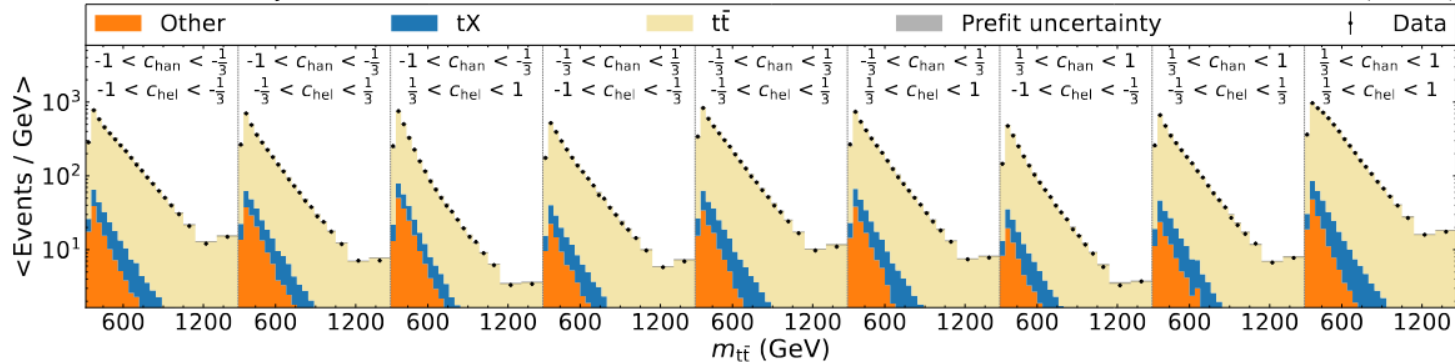 Other tX tt̄ Prefit uncertainty Data
-1 < c_han < -1/3 -1 < c_han < -1/3 -1 < c_han < -1/3 -1/3 < c_han < 1/3 -1/3 < c_han < 1/3 -1/3 < c_han < 1/3 1/3 < c_han < 1 1/3 < c_han < 1 1/3 < c_han < 1
-1 < c_hel < -1/3 -1/3 < c_hel < 1/3 1/3 < c_hel < 1 -1 < c_hel < -1/3 -1/3 < c_hel < 1/3 1/3 < c_hel < 1 -1 < c_hel < -1/3 -1/3 < c_hel < 1/3 1/3 < c_hel < 1
<Events / GeV>
10³
10²
10¹
600 1200 600 1200 600 1200 600 1200 600 1200 600 1200 600 1200 600 1200 600 1200
m_tt̄ (GeV)